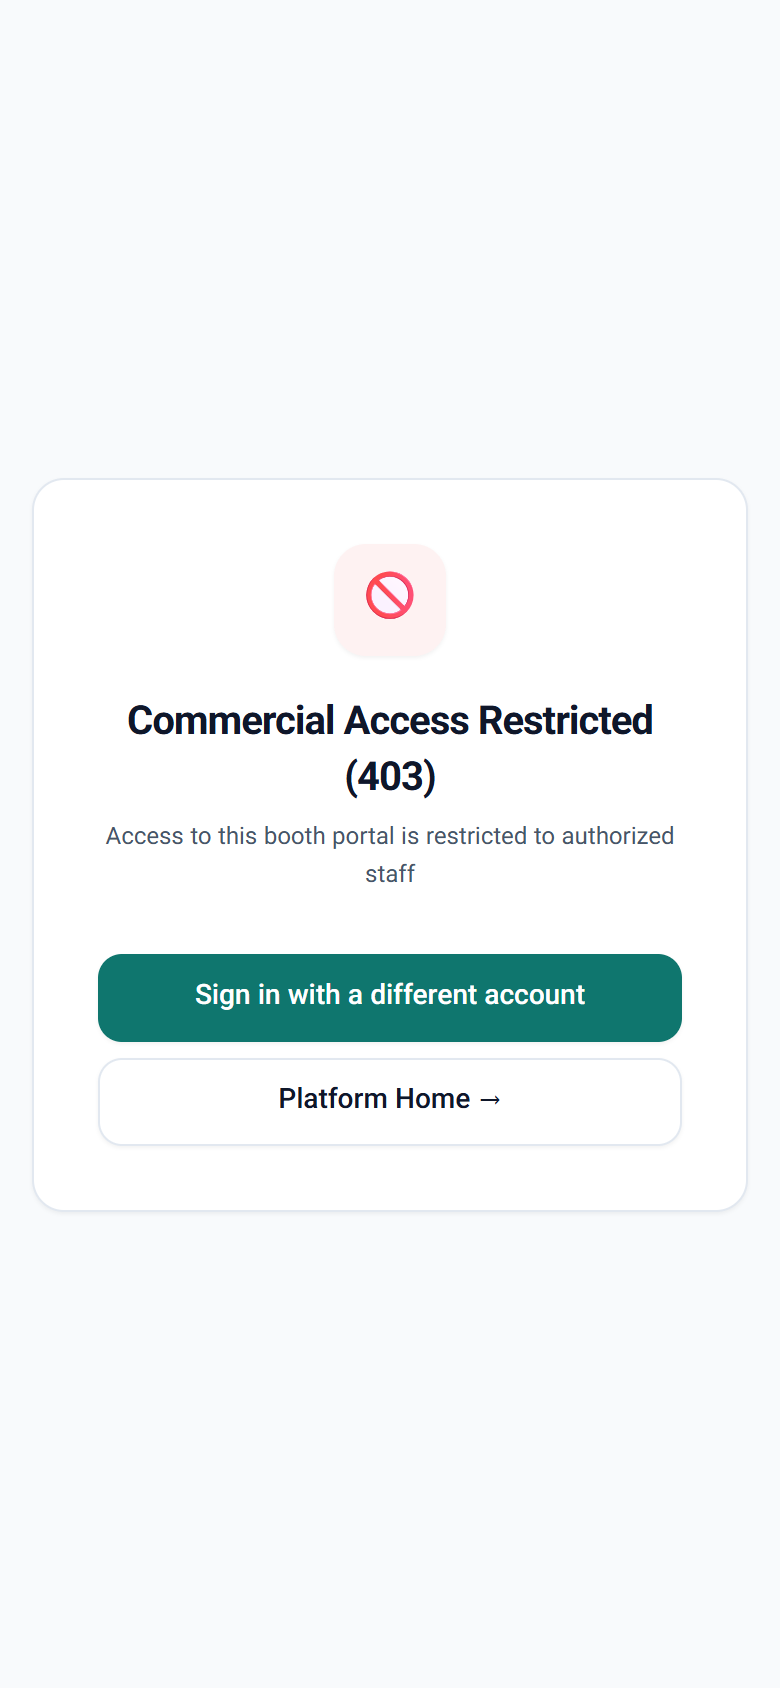 Commercial Access Restricted
(403)
Access to this booth portal is restricted to authorized
staff
Sign in with a different account
Platform Home →